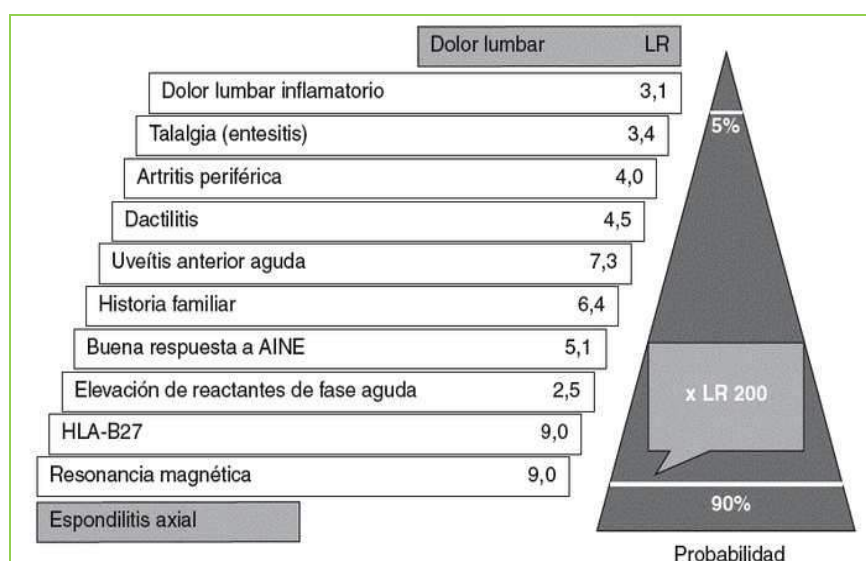 Dolor lumbar LR
Dolor lumbar inflamatorio 3,1
Talalgia (entesitis) 3,4
Artritis periférica 4,0
Dactilitis 4,5
Uveítis anterior aguda 7,3
Historia familiar 6,4
Buena respuesta a AINE 5,1
Elevación de reactantes de fase aguda 2,5
HLA-B27 9,0
Resonancia magnética 9,0
Espondilitis axial
5%
x LR 200
90%
Probabilidad